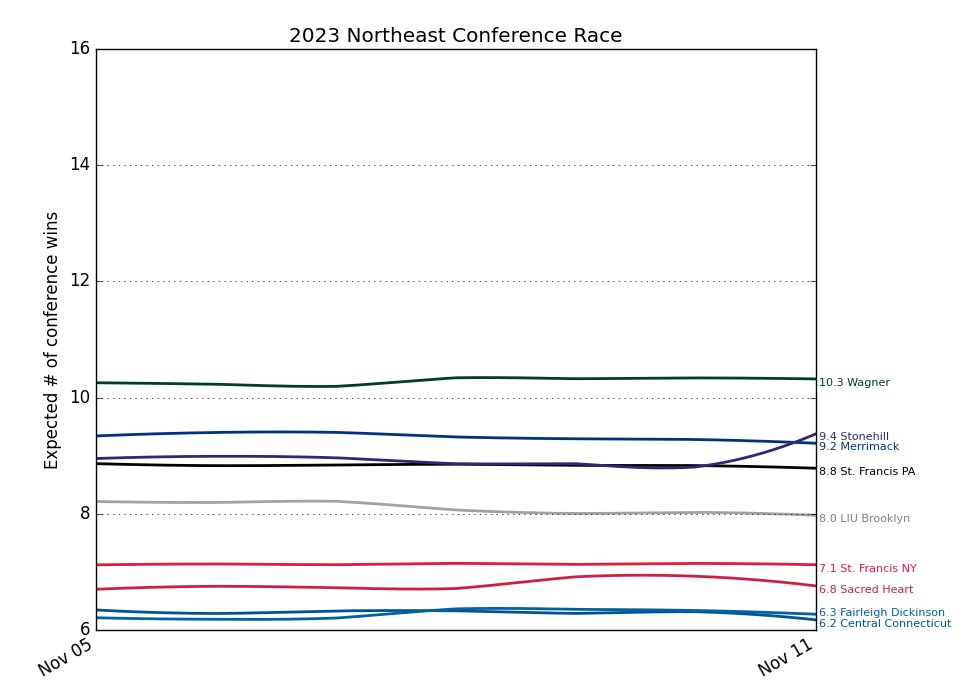 2023 Northeast Conference Race
Expected # of conference wins
16
14
12
10
8
6
10.3 Wagner
9.4 Stonehill
9.2 Merrimack
8.8 St. Francis PA
8.0 LIU Brooklyn
7.1 St. Francis NY
6.8 Sacred Heart
6.3 Fairleigh Dickinson
6.2 Central Connecticut
Nov 05
Nov 11